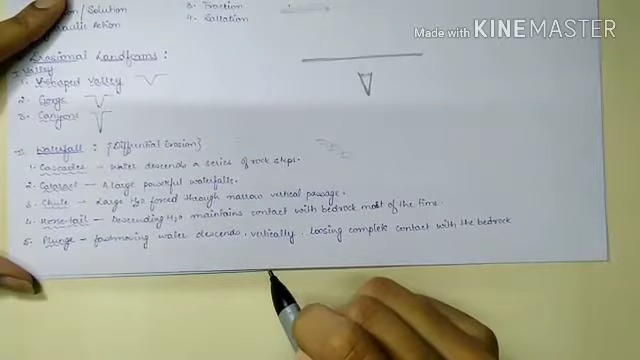 /Solution
3. Traction
Action
4. Saltation
Erosional Landforms :
I Valley
1. V-shaped Valley
2. Gorge
3. Canyons
II Waterfall : {Differential Erosion}
1. Cascades – Water descends a series of rock steps.
2. Cataract – A large powerful waterfalls.
3. Chute – Large H₂O forced through narrow vertical passage.
4. Horse-tail – Descending H₂O maintains contact with bedrock most of the time.
5. Plunge – fastmoving water descends, vertically, loosing complete contact with the bedrock
Made with KINEMASTER